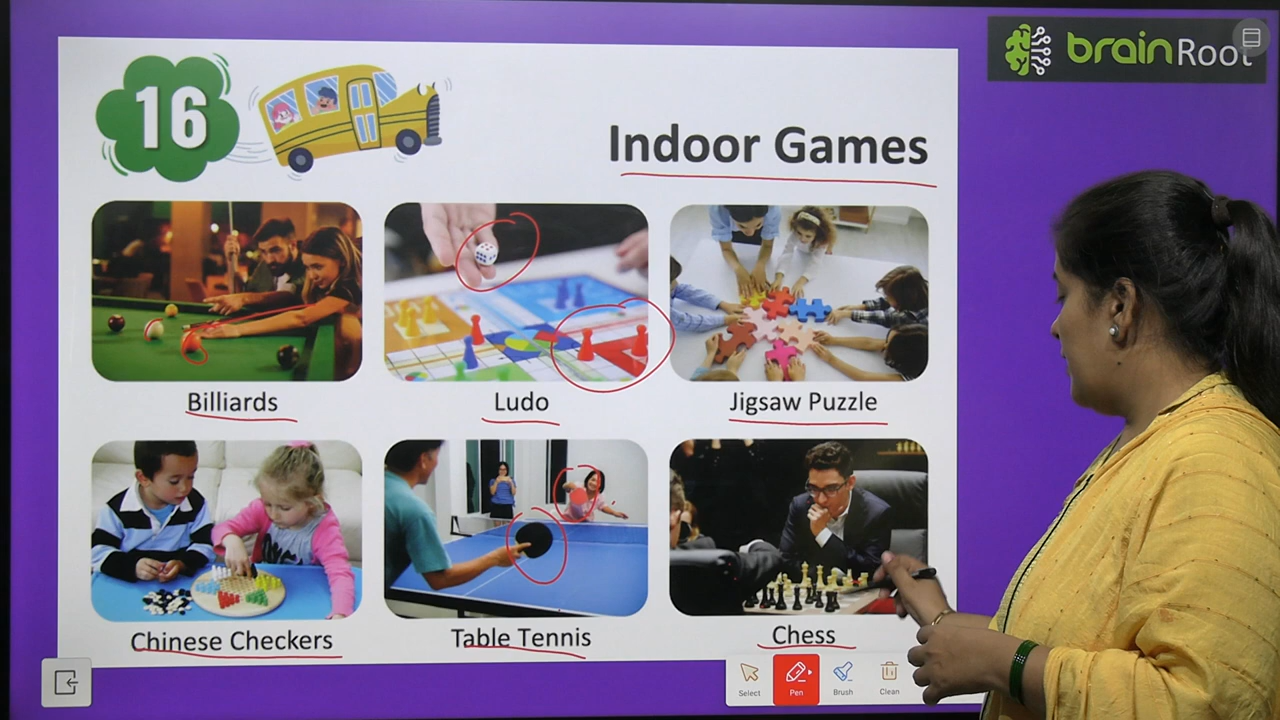 brainRoot
16
Indoor Games
Billiards
Ludo
Jigsaw Puzzle
Chinese Checkers
Table Tennis
Chess
Select
Pen
Brush
Clean